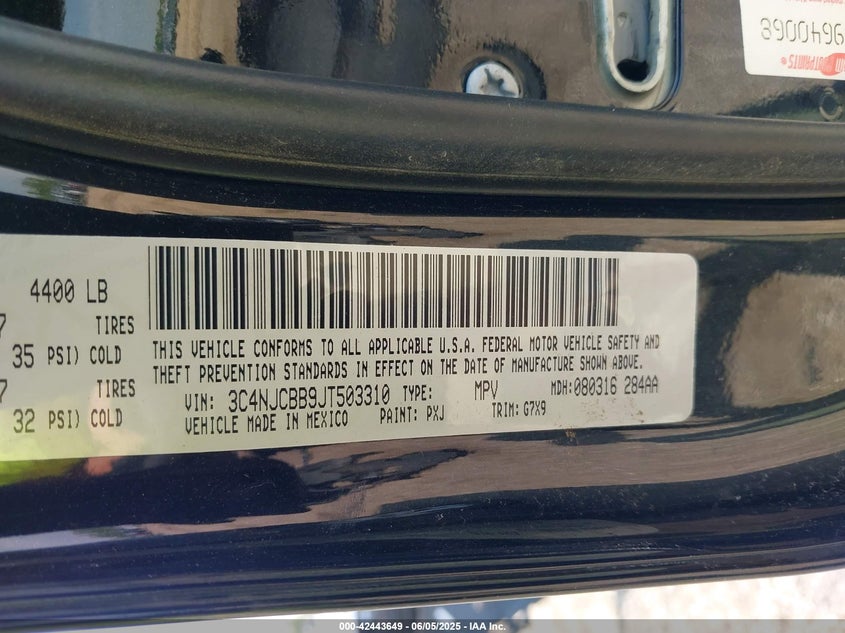 9640068
4400 LB
TIRES
35 PSI) COLD
TIRES
32 PSI) COLD
THIS VEHICLE CONFORMS TO ALL APPLICABLE U.S.A. FEDERAL MOTOR VEHICLE SAFETY AND
THEFT PREVENTION STANDARDS IN EFFECT ON THE DATE OF MANUFACTURE SHOWN ABOVE.
VIN: 3C4NJCBB9JT503310 TYPE: MPV MDH:080316 284AA
VEHICLE MADE IN MEXICO PAINT: PXJ TRIM: G7X9
000-42443649 - 06/05/2025 - IAA Inc.